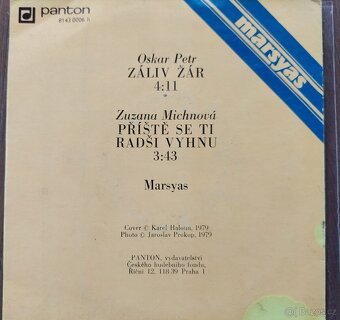 panton
8143 0006 h
marsyas
Oskar Petr
ZÁLIV ŽÁR
4:11
*
Zuzana Michnová
PŘÍŠTĚ SE TI
RADŠI VYHNU
3:43
Marsyas
Cover © Karel Haloun, 1979
Photo © Jaroslav Prokop, 1979
PANTON, vydavatelství
Českého hudebního fondu,
Říční 12, 118 39 Praha 1
Bazoš.cz